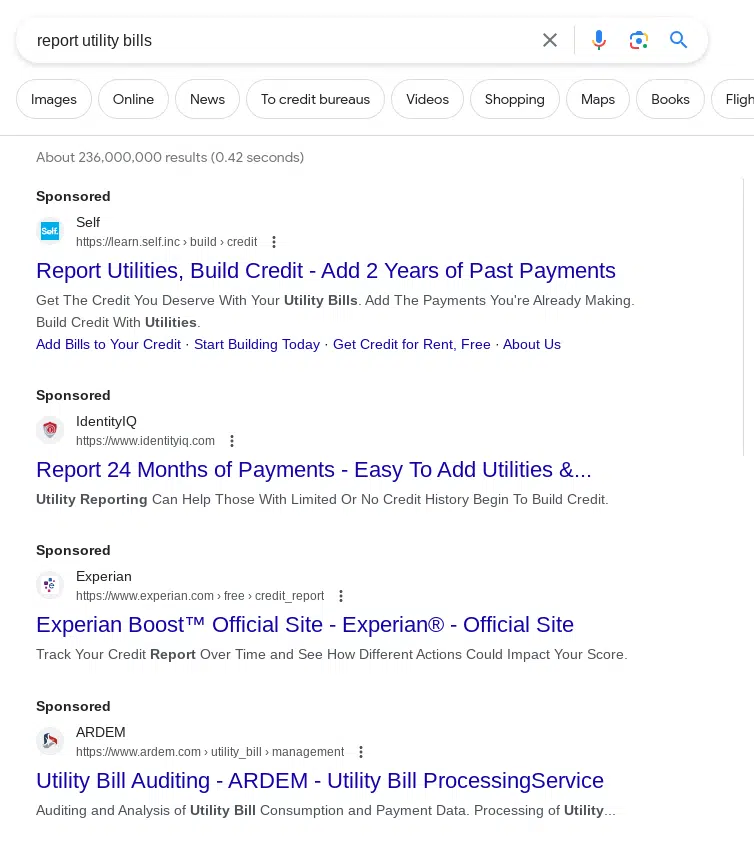 report utility bills
Images
Online
News
To credit bureaus
Videos
Shopping
Maps
Books
Fligh
About 236,000,000 results (0.42 seconds)
Sponsored
Self.
Self
https://learn.self.inc › build › credit
Report Utilities, Build Credit - Add 2 Years of Past Payments
Get The Credit You Deserve With Your Utility Bills. Add The Payments You're Already Making.
Build Credit With Utilities.
Add Bills to Your Credit · Start Building Today · Get Credit for Rent, Free · About Us
Sponsored
IdentityIQ
https://www.identityiq.com
Report 24 Months of Payments - Easy To Add Utilities &...
Utility Reporting Can Help Those With Limited Or No Credit History Begin To Build Credit.
Sponsored
Experian
https://www.experian.com › free › credit_report
Experian Boost™ Official Site - Experian® - Official Site
Track Your Credit Report Over Time and See How Different Actions Could Impact Your Score.
Sponsored
ARDEM
https://www.ardem.com › utility_bill › management
Utility Bill Auditing - ARDEM - Utility Bill ProcessingService
Auditing and Analysis of Utility Bill Consumption and Payment Data. Processing of Utility...